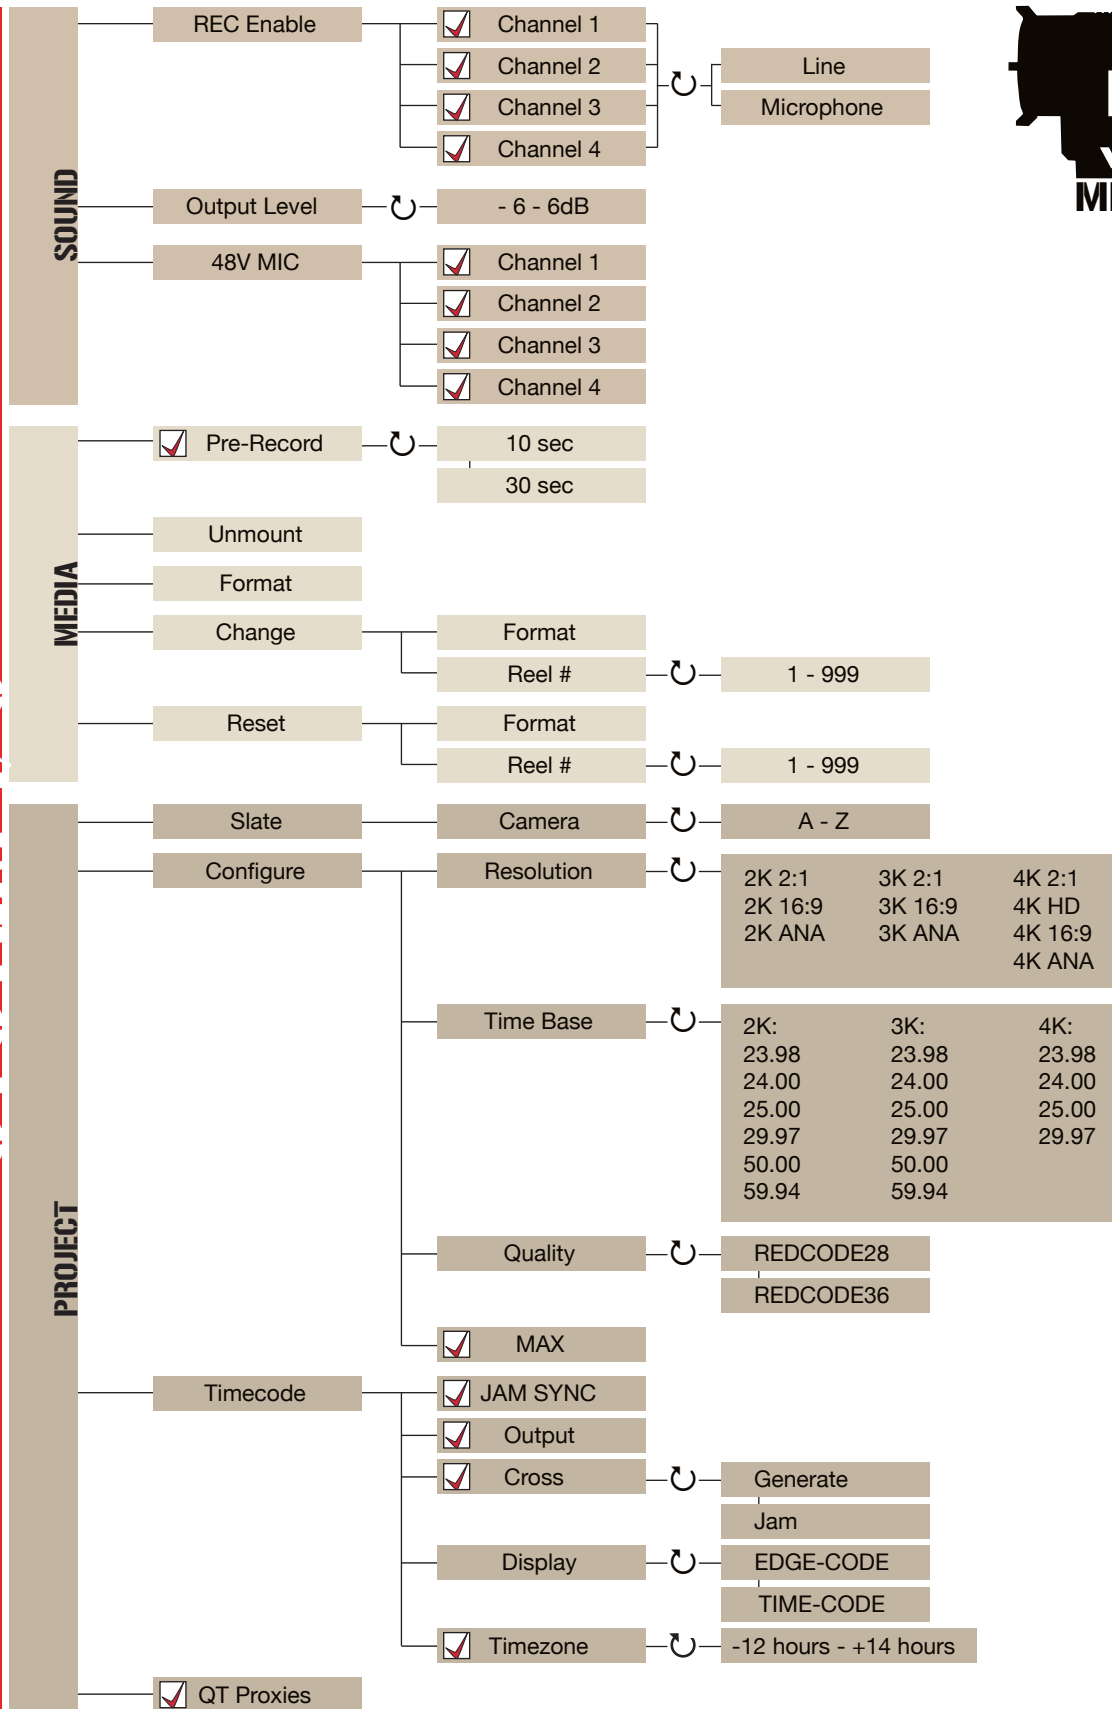 SOUND
REC Enable
Channel 1
Channel 2
Channel 3
Channel 4
Line
Microphone
Output Level
- 6 - 6dB
48V MIC
Channel 1
Channel 2
Channel 3
Channel 4
MEDIA
Pre-Record
10 sec
30 sec
Unmount
Format
Change
Format
Reel #
1 - 999
Reset
Format
Reel #
1 - 999
PROJECT
Slate
Camera
A - Z
Configure
Resolution
2K 2:1 3K 2:1 4K 2:1
2K 16:9 3K 16:9 4K HD
2K ANA 3K ANA 4K 16:9
4K ANA
Time Base
2K: 3K: 4K:
23.98 23.98 23.98
24.00 24.00 24.00
25.00 25.00 25.00
29.97 29.97 29.97
50.00 50.00
59.94 59.94
Quality
REDCODE28
REDCODE36
MAX
Timecode
JAM SYNC
Output
Cross
Generate
Jam
Display
EDGE-CODE
TIME-CODE
Timezone
-12 hours - +14 hours
QT Proxies